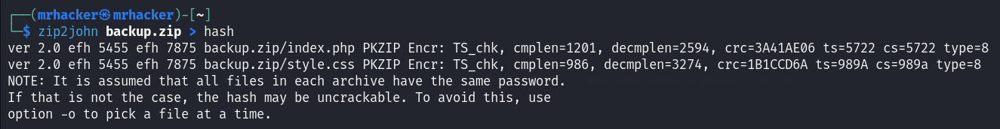 ┌──(mrhacker㉿mrhacker)-[~]
└─$ zip2john backup.zip > hash
ver 2.0 efh 5455 efh 7875 backup.zip/index.php PKZIP Encr: TS_chk, cmplen=1201, decmplen=2594, crc=3A41AE06 ts=5722 cs=5722 type=8
ver 2.0 efh 5455 efh 7875 backup.zip/style.css PKZIP Encr: TS_chk, cmplen=986, decmplen=3274, crc=1B1CCD6A ts=989A cs=989a type=8
NOTE: It is assumed that all files in each archive have the same password.
If that is not the case, the hash may be uncrackable. To avoid this, use
option -o to pick a file at a time.